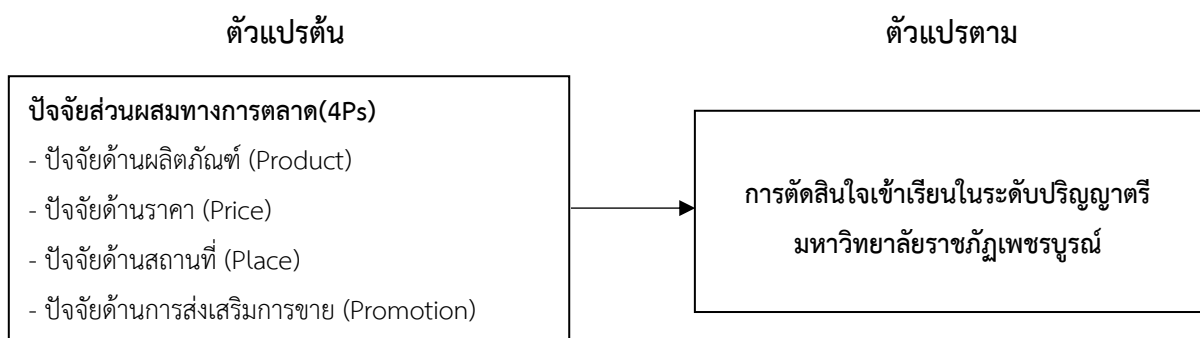 ตัวแปรต้น
ตัวแปรตาม
ปัจจัยส่วนผสมทางการตลาด(4Ps)
- ปัจจัยด้านผลิตภัณฑ์ (Product)
- ปัจจัยด้านราคา (Price)
- ปัจจัยด้านสถานที่ (Place)
- ปัจจัยด้านการส่งเสริมการขาย (Promotion)
การตัดสินใจเข้าเรียนในระดับปริญญาตรี
มหาวิทยาลัยราชภัฏเพชรบูรณ์